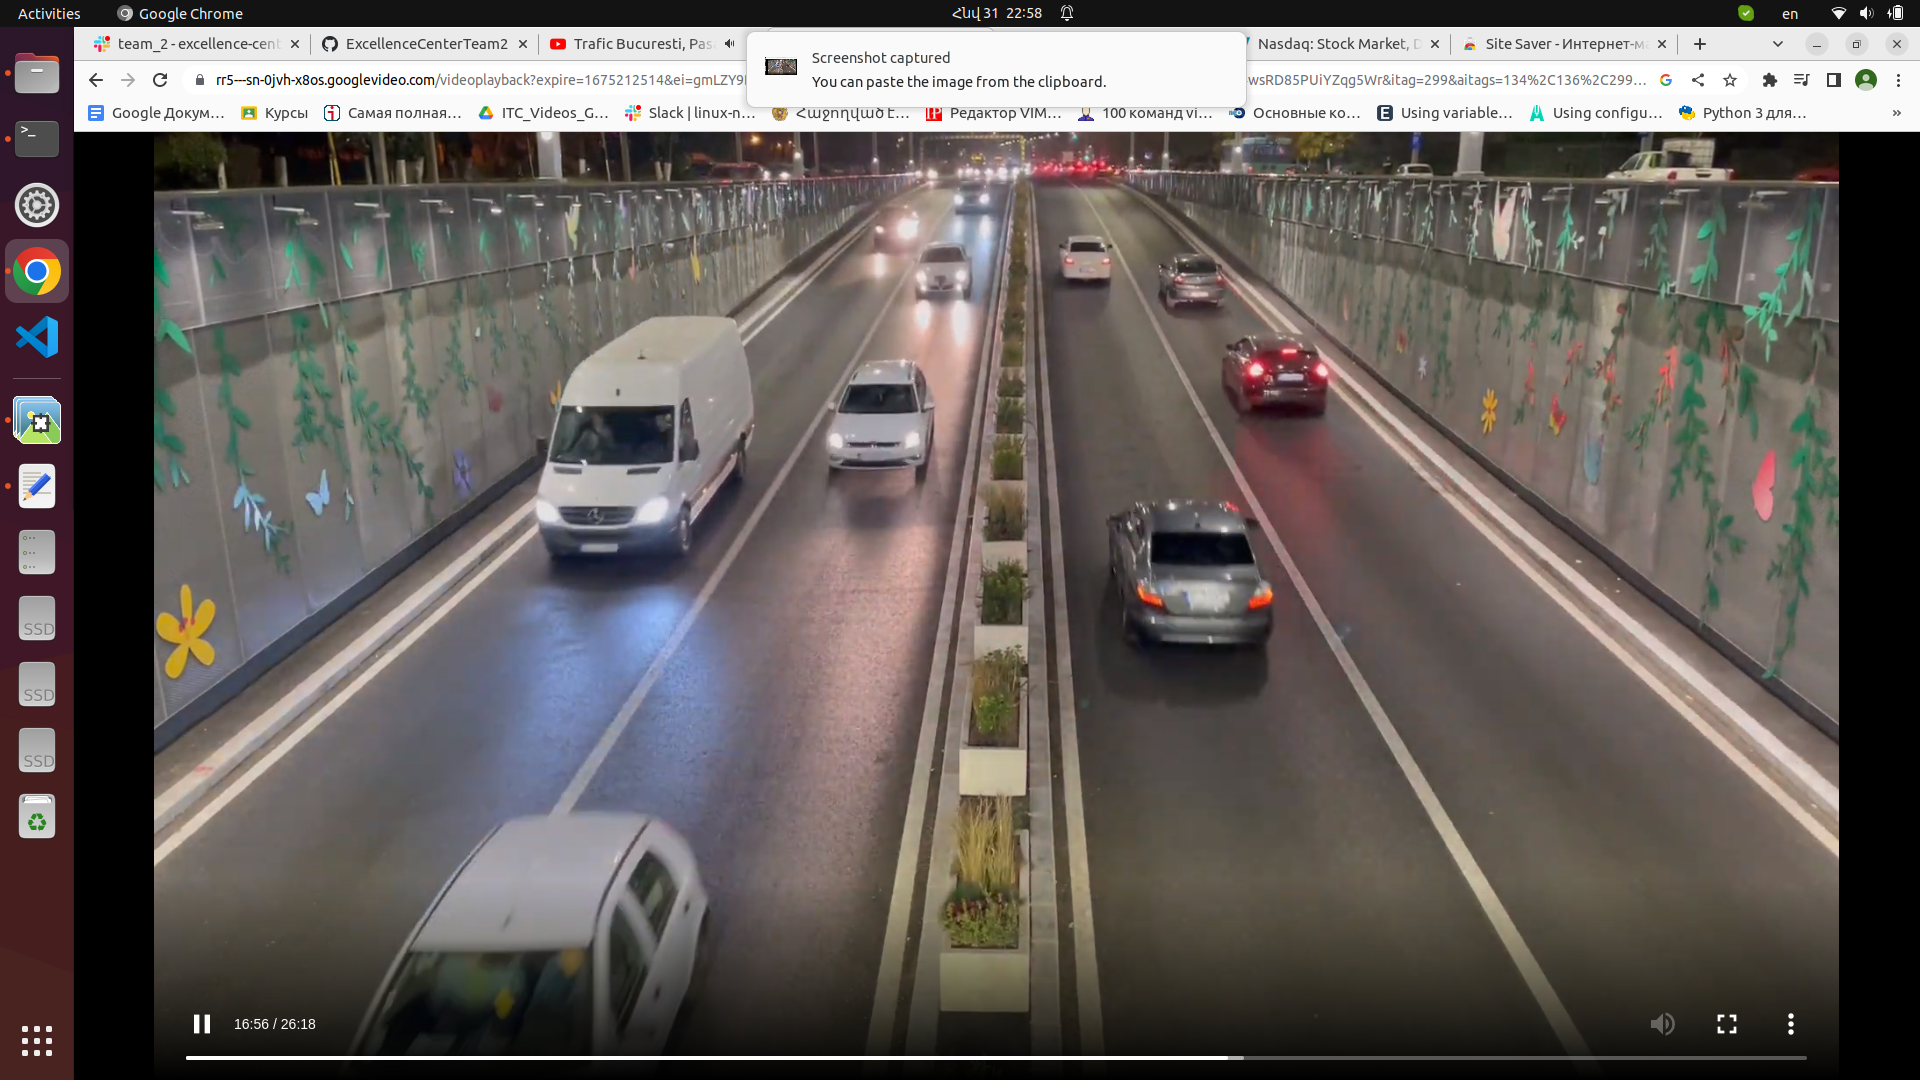 Activities
Google Chrome
Հնվ 31 22:58
en
team_2 - excellence-cent
ExcellenceCenterTeam2
Trafic Bucuresti, Pas
Nasdaq: Stock Market, D
Site Saver - Интернет-м
Screenshot captured
You can paste the image from the clipboard.
rr5---sn-0jvh-x8os.googlevideo.com/videoplayback?expire=1675212514&ei=gmLZY9
wsRD85PUiYZqg5Wr&itag=299&aitags=134%2C136%2C299...
Google Докум...
Курсы
Самая полная...
ITC_Videos_G...
Slack | linux-n...
Հաջողված է...
Редактор VIM...
100 команд vi...
Основные ко...
Using variable...
Using configu...
Python 3 для...
»
SSD
SSD
SSD
16:56 / 26:18